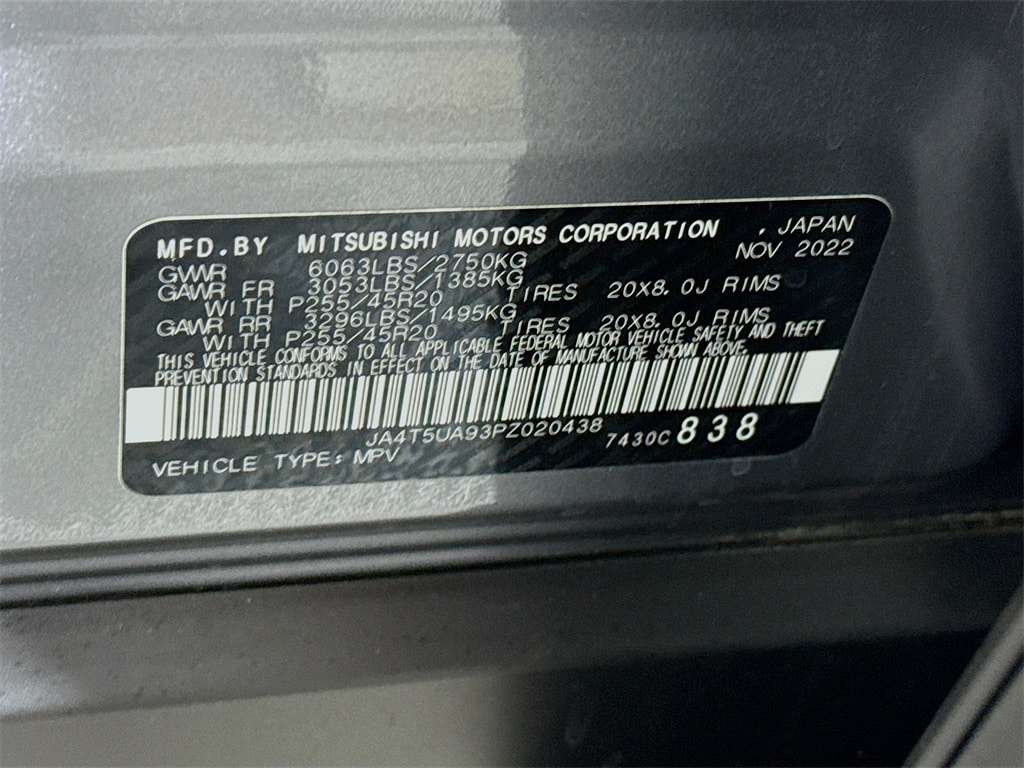 MFD.BY MITSUBISHI MOTORS CORPORATION , JAPAN
NOV 2022
GVWR 6063LBS/2750KG
GAWR FR 3053LBS/1385KG
WITH P255/45R20 TIRES 20X8.0J RIMS
GAWR RR 3296LBS/1495KG
WITH P255/45R20 TIRES 20X8.0J RIMS
THIS VEHICLE CONFORMS TO ALL APPLICABLE FEDERAL MOTOR VEHICLE SAFETY AND THEFT
PREVENTION STANDARDS IN EFFECT ON THE DATE OF MANUFACTURE SHOWN ABOVE.
JA4T5UA93PZ020438 7430C 838
VEHICLE TYPE: MPV